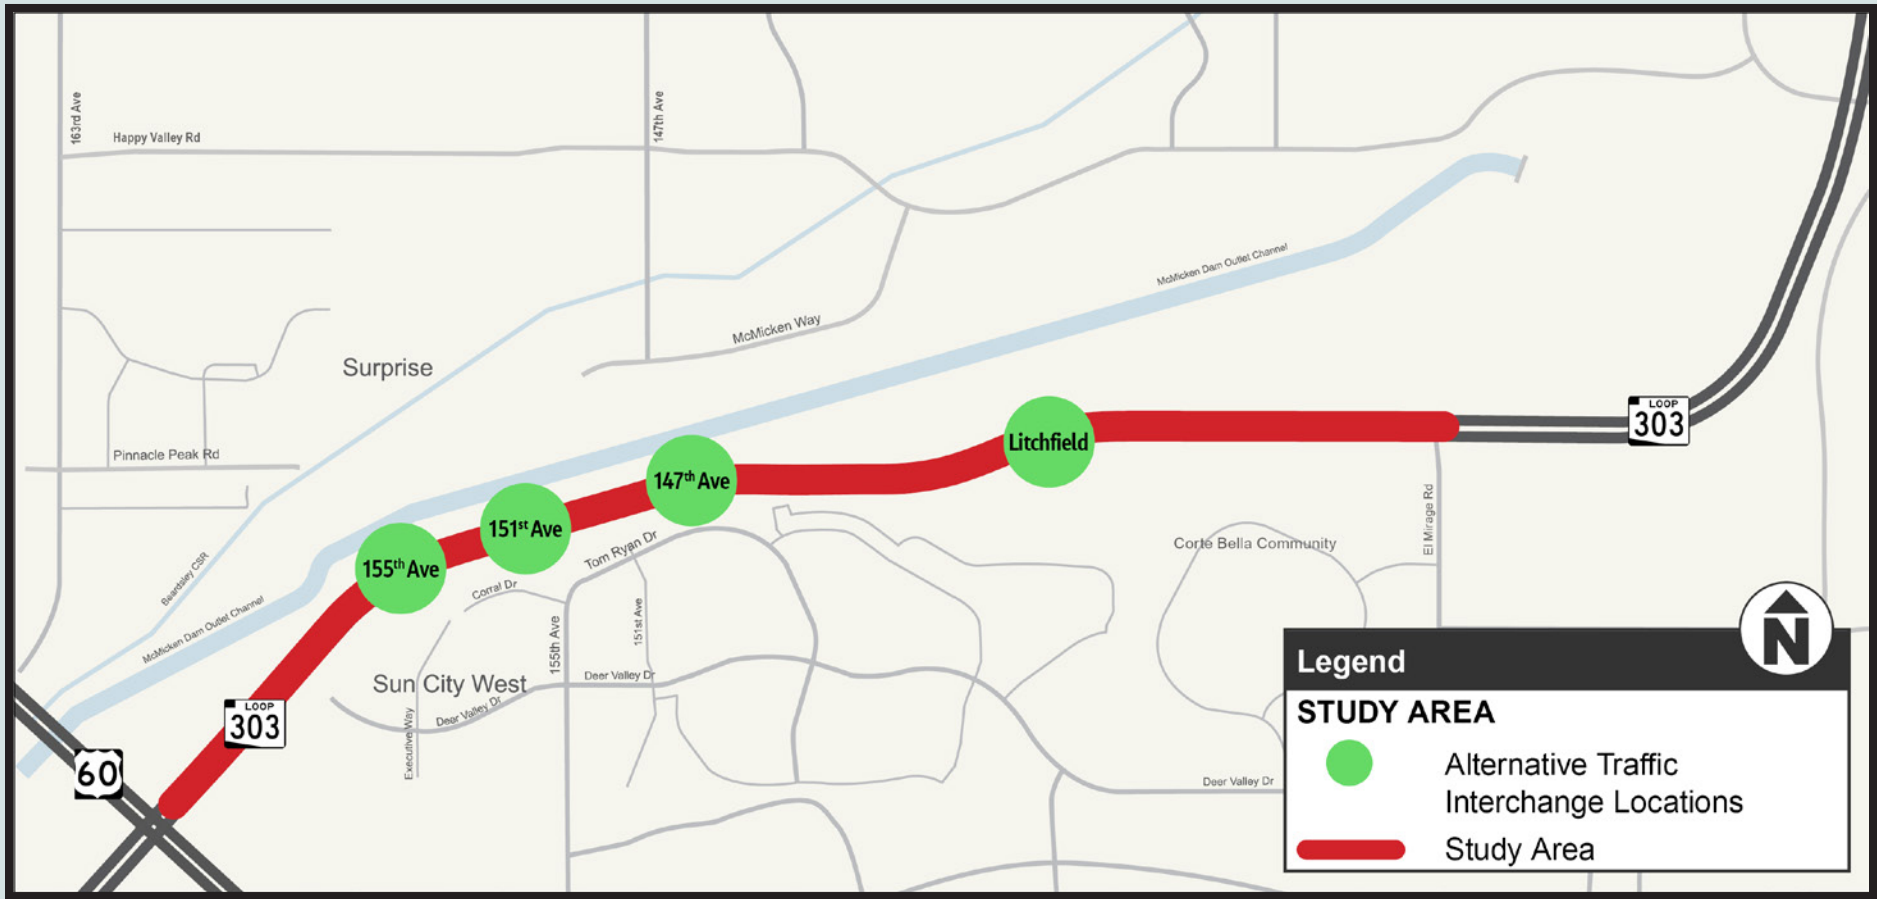 163rd Ave
Happy Valley Rd
147th Ave
McMicken Dam Outlet Channel
McMicken Way
Surprise
LOOP
303
Litchfield
Pinnacle Peak Rd
147th Ave
151st Ave
155th Ave
El Mirage Rd
Corte Bella Community
Tom Ryan Dr
Beardsley CSR
Corral Dr
McMicken Dam Outlet Channel
151st Ave
155th Ave
Sun City West
Deer Valley Dr
Deer Valley Dr
Executive Way
LOOP
303
60
Deer Valley Dr
N
Legend
STUDY AREA
Alternative Traffic
Interchange Locations
Study Area